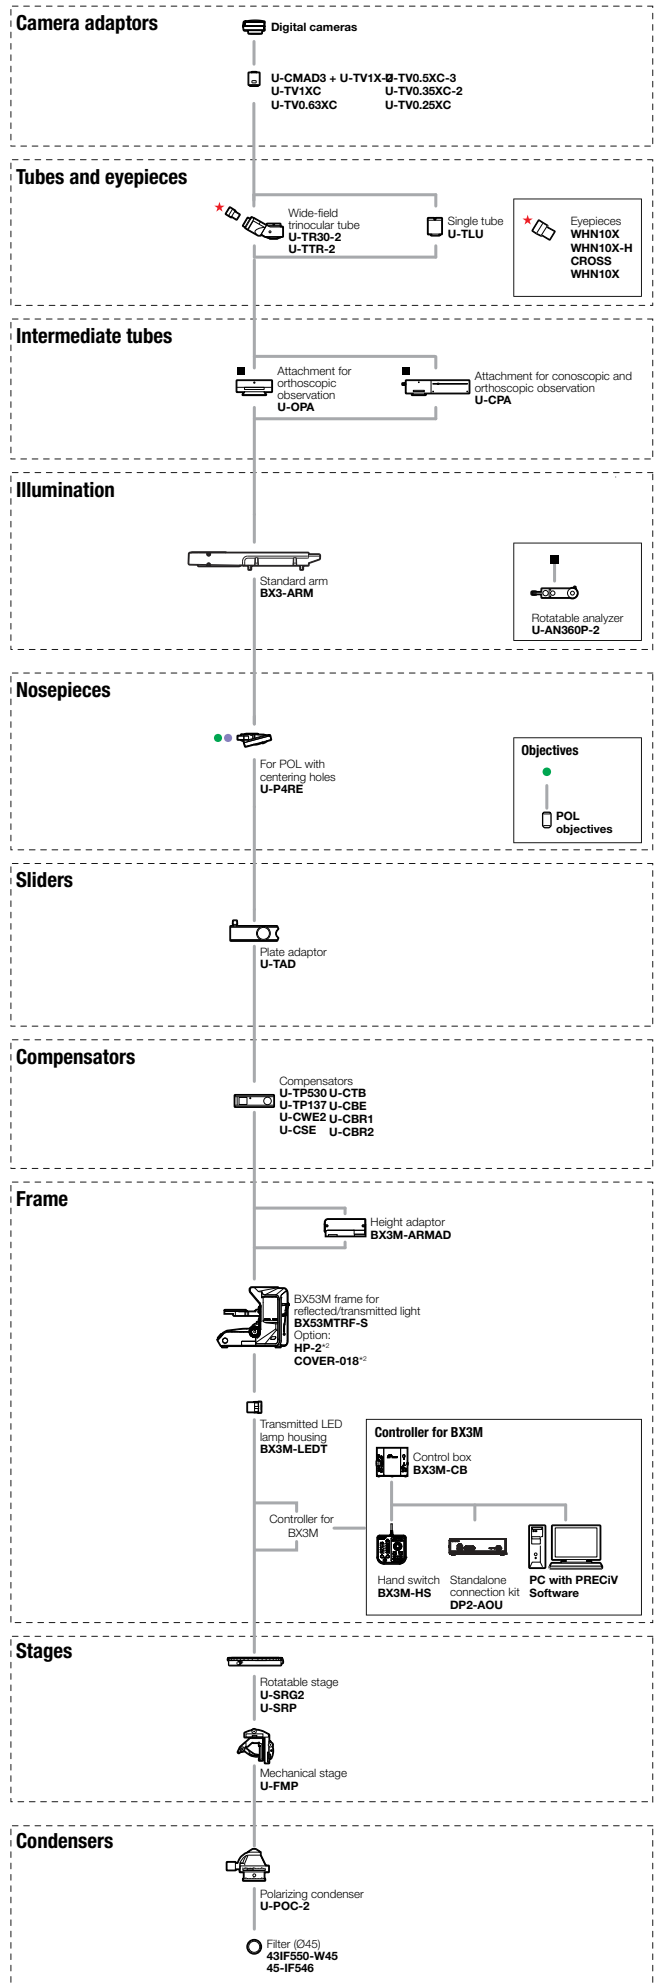 Camera adaptors
Digital cameras
U-CMAD3 + U-TV1X-2
U-TV1XC
U-TV0.63XC
U-TV0.5XC-3
U-TV0.35XC-2
U-TV0.25XC
Tubes and eyepieces
Wide-field
trinocular tube
U-TR30-2
U-TTR-2
Single tube
U-TLU
Eyepieces
WHN10X
WHN10X-H
CROSS
WHN10X
Intermediate tubes
Attachment for
orthoscopic
observation
U-OPA
Attachment for conoscopic and
orthoscopic observation
U-CPA
Illumination
Standard arm
BX3-ARM
Rotatable analyzer
U-AN360P-2
Nosepieces
For POL with
centering holes
U-P4RE
Objectives
POL
objectives
Sliders
Plate adaptor
U-TAD
Compensators
Compensators
U-TP530 U-CTB
U-TP137 U-CBE
U-CWE2 U-CBR1
U-CSE U-CBR2
Frame
Height adaptor
BX3M-ARMAD
BX53M frame for
reflected/transmitted light
BX53MTRF-S
Option:
HP-2*2
COVER-018*2
Transmitted LED
lamp housing
BX3M-LEDT
Controller for
BX3M
Controller for BX3M
Control box
BX3M-CB
Hand switch
BX3M-HS
Standalone
connection kit
DP2-AOU
PC with PRECiV
Software
Stages
Rotatable stage
U-SRG2
U-SRP
Mechanical stage
U-FMP
Condensers
Polarizing condenser
U-POC-2
Filter (Ø45)
43IF550-W45
45-IF546